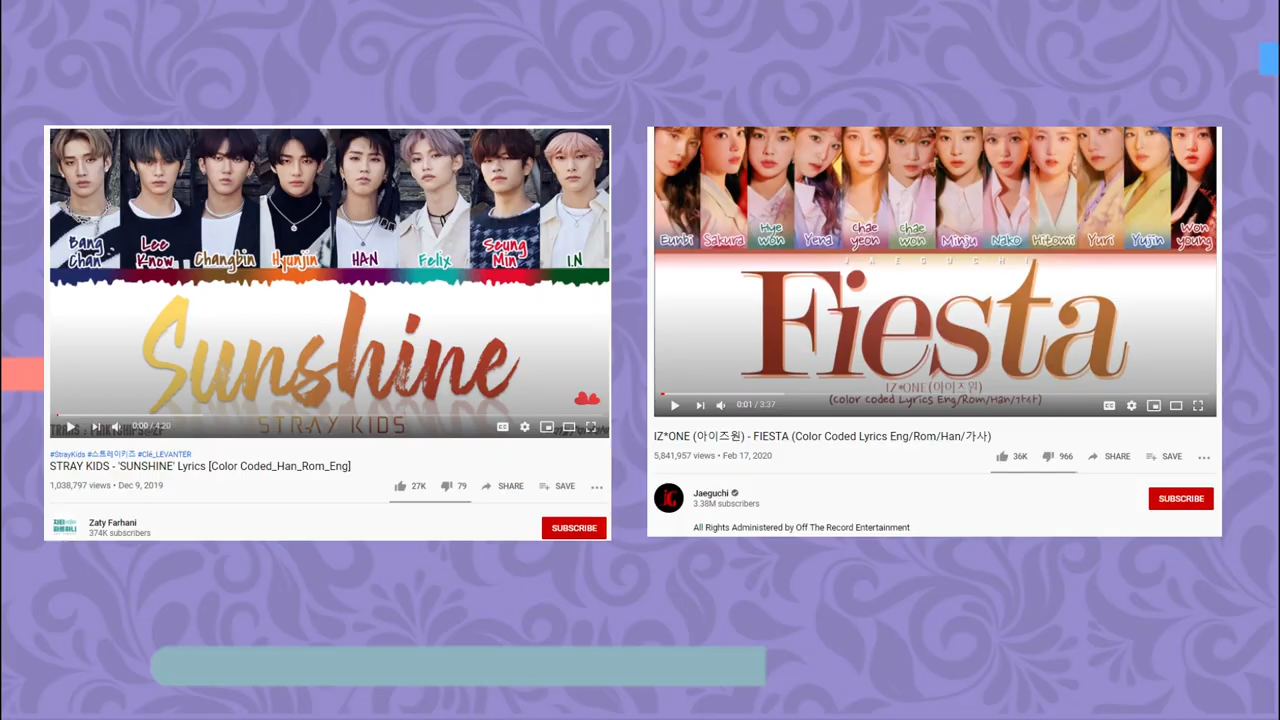 Bang Chan
Lee Know
Changbin
Hyunjin
HAN
Felix
Seung Min
I.N
Sunshine
STRAY KIDS
0:00 / 4:20
#StrayKids #스트레이키즈 #Clé_LEVANTER
STRAY KIDS - 'SUNSHINE' Lyrics [Color Coded_Han_Rom_Eng]
1,038,797 views • Dec 9, 2019
27K
79
SHARE
SAVE
Zaty Farhani
374K subscribers
SUBSCRIBE
Eunbi
Sakura
Hye won
Yena
chae yeon
chae won
Minju
Nako
Hitomi
Yuri
Yujin
Won young
JAEGUCHI
Fiesta
IZ*ONE (아이즈원)
(Color Coded Lyrics Eng/Rom/Han/가사)
0:01 / 3:37
IZ*ONE (아이즈원) - FIESTA (Color Coded Lyrics Eng/Rom/Han/가사)
5,841,957 views • Feb 17, 2020
36K
966
SHARE
SAVE
Jaeguchi
3.38M subscribers
SUBSCRIBE
All Rights Administered by Off The Record Entertainment